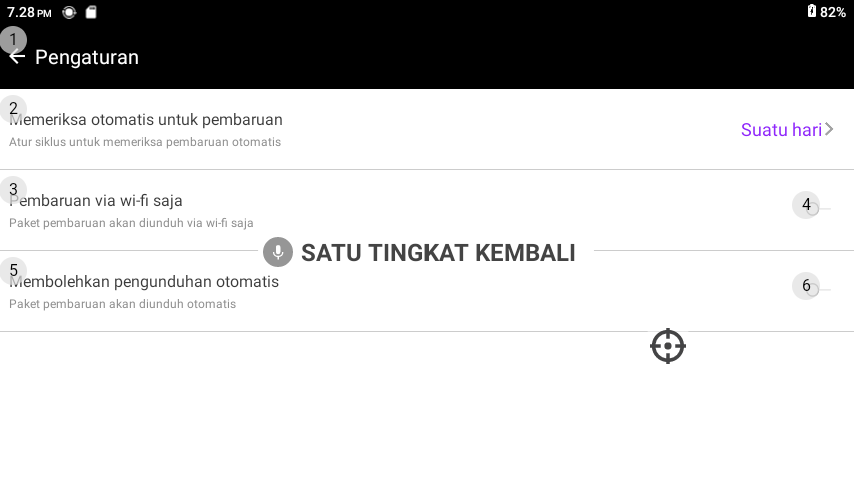 7.28 PM
82%
1
Pengaturan
2
Memeriksa otomatis untuk pembaruan
Atur siklus untuk memeriksa pembaruan otomatis
Suatu hari
3
Pembaruan via wi-fi saja
Paket pembaruan akan diunduh via wi-fi saja
4
SATU TINGKAT KEMBALI
5
Membolehkan pengunduhan otomatis
Paket pembaruan akan diunduh otomatis
6